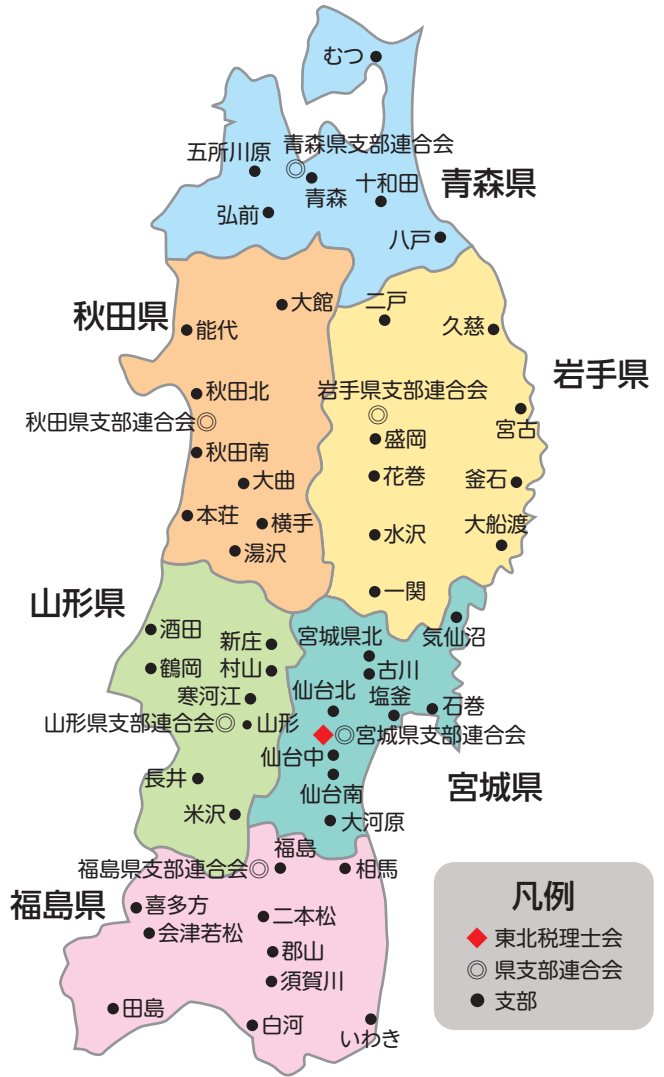 むつ
青森県支部連合会
五所川原
青森
十和田
弘前
八戸
青森県
秋田県
大館
能代
秋田北
秋田県支部連合会
秋田南
大曲
本荘
横手
湯沢
二戸
久慈
岩手県
岩手県支部連合会
宮古
盛岡
花巻
釜石
大船渡
水沢
一関
山形県
酒田
新庄
鶴岡
村山
寒河江
山形県支部連合会
山形
長井
米沢
宮城県北
気仙沼
古川
仙台北
塩釜
石巻
宮城県支部連合会
仙台中
仙台南
大河原
宮城県
福島県
福島
福島県支部連合会
相馬
喜多方
会津若松
二本松
郡山
須賀川
田島
白河
いわき
凡例
東北税理士会
県支部連合会
支部